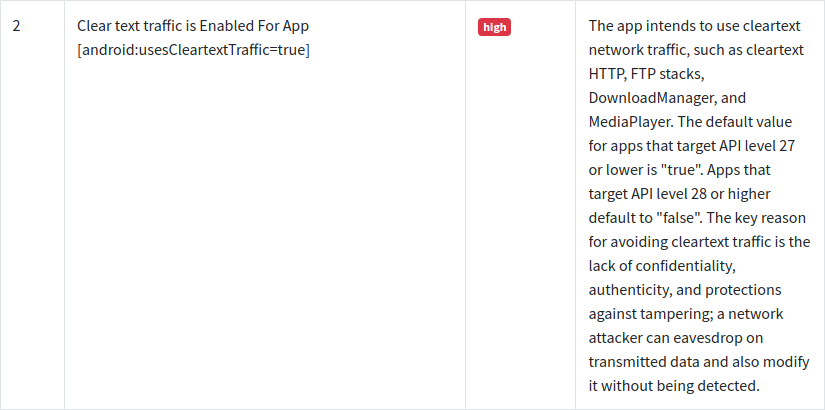 2
Clear text traffic is Enabled For App
[android:usesCleartextTraffic=true]
high
The app intends to use cleartext
network traffic, such as cleartext
HTTP, FTP stacks,
DownloadManager, and
MediaPlayer. The default value
for apps that target API level 27
or lower is "true". Apps that
target API level 28 or higher
default to "false". The key reason
for avoiding cleartext traffic is the
lack of confidentiality,
authenticity, and protections
against tampering; a network
attacker can eavesdrop on
transmitted data and also modify
it without being detected.